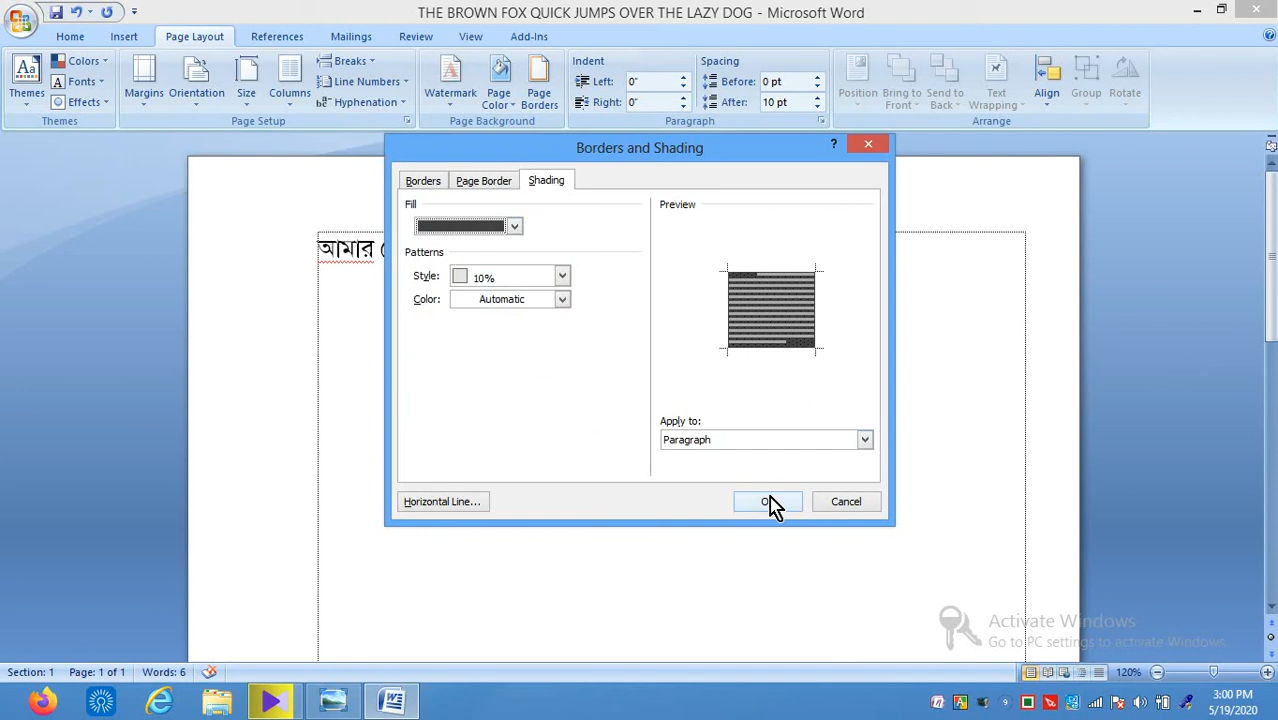 THE BROWN FOX QUICK JUMPS OVER THE LAZY DOG - Microsoft Word
Home Insert Page Layout References Mailings Review View Add-Ins
Themes Colors Fonts Effects Themes
Margins Orientation Size Columns Breaks Line Numbers Hyphenation Page Setup
Watermark Page Color Page Borders Page Background
Indent Left: 0" Right: 0" Spacing Before: 0 pt After: 10 pt Paragraph
Position Bring to Front Send to Back Text Wrapping Align Group Rotate Arrange
Borders and Shading
Borders Page Border Shading
Fill
Patterns
Style: 10%
Color: Automatic
Preview
Apply to:
Paragraph
Horizontal Line... Cancel
আমার
Activate Windows
Go to PC settings to activate Windows.
Section: 1 Page: 1 of 1 Words: 6 120%
3:00 PM
5/19/2020